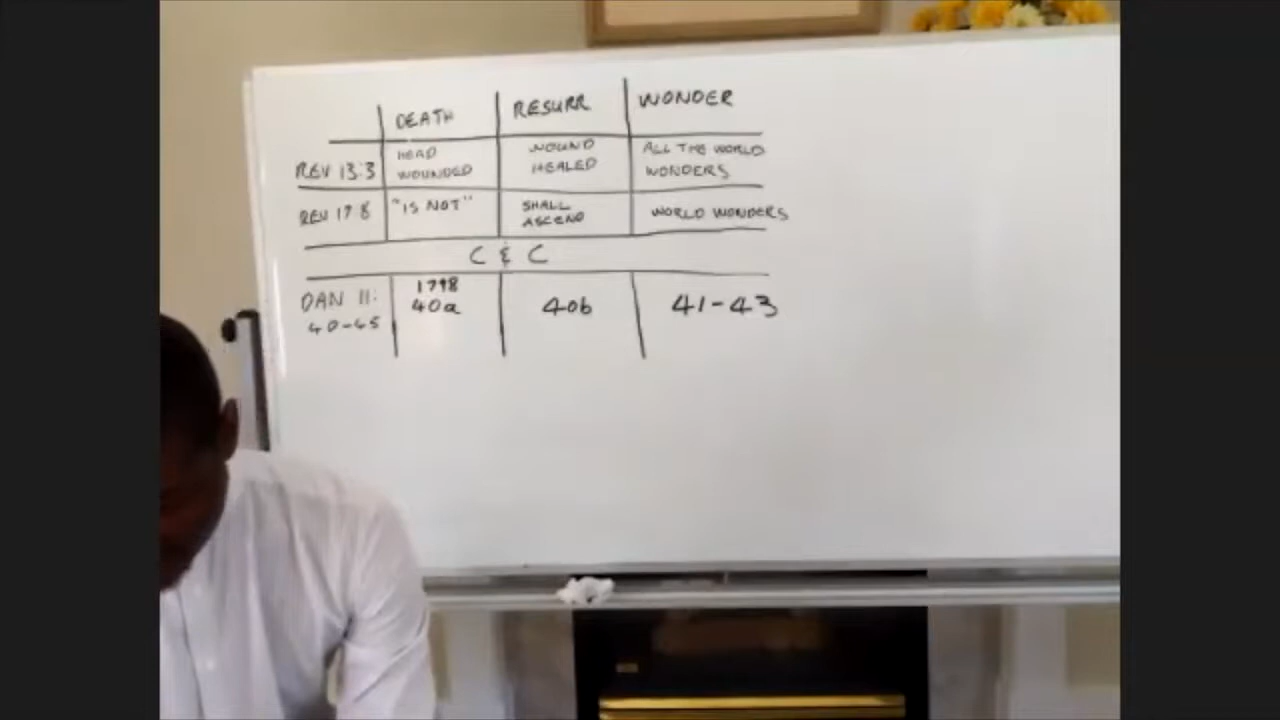 DEATH RESURR WONDER
REV 13:3 HEAD WOUNDED WOUND HEALED ALL THE WORLD WONDERS
REV 17:8 "IS NOT" SHALL ASCEND WORLD WONDERS
C & C
DAN 11: 40-45 1798 40a 40b 41-43